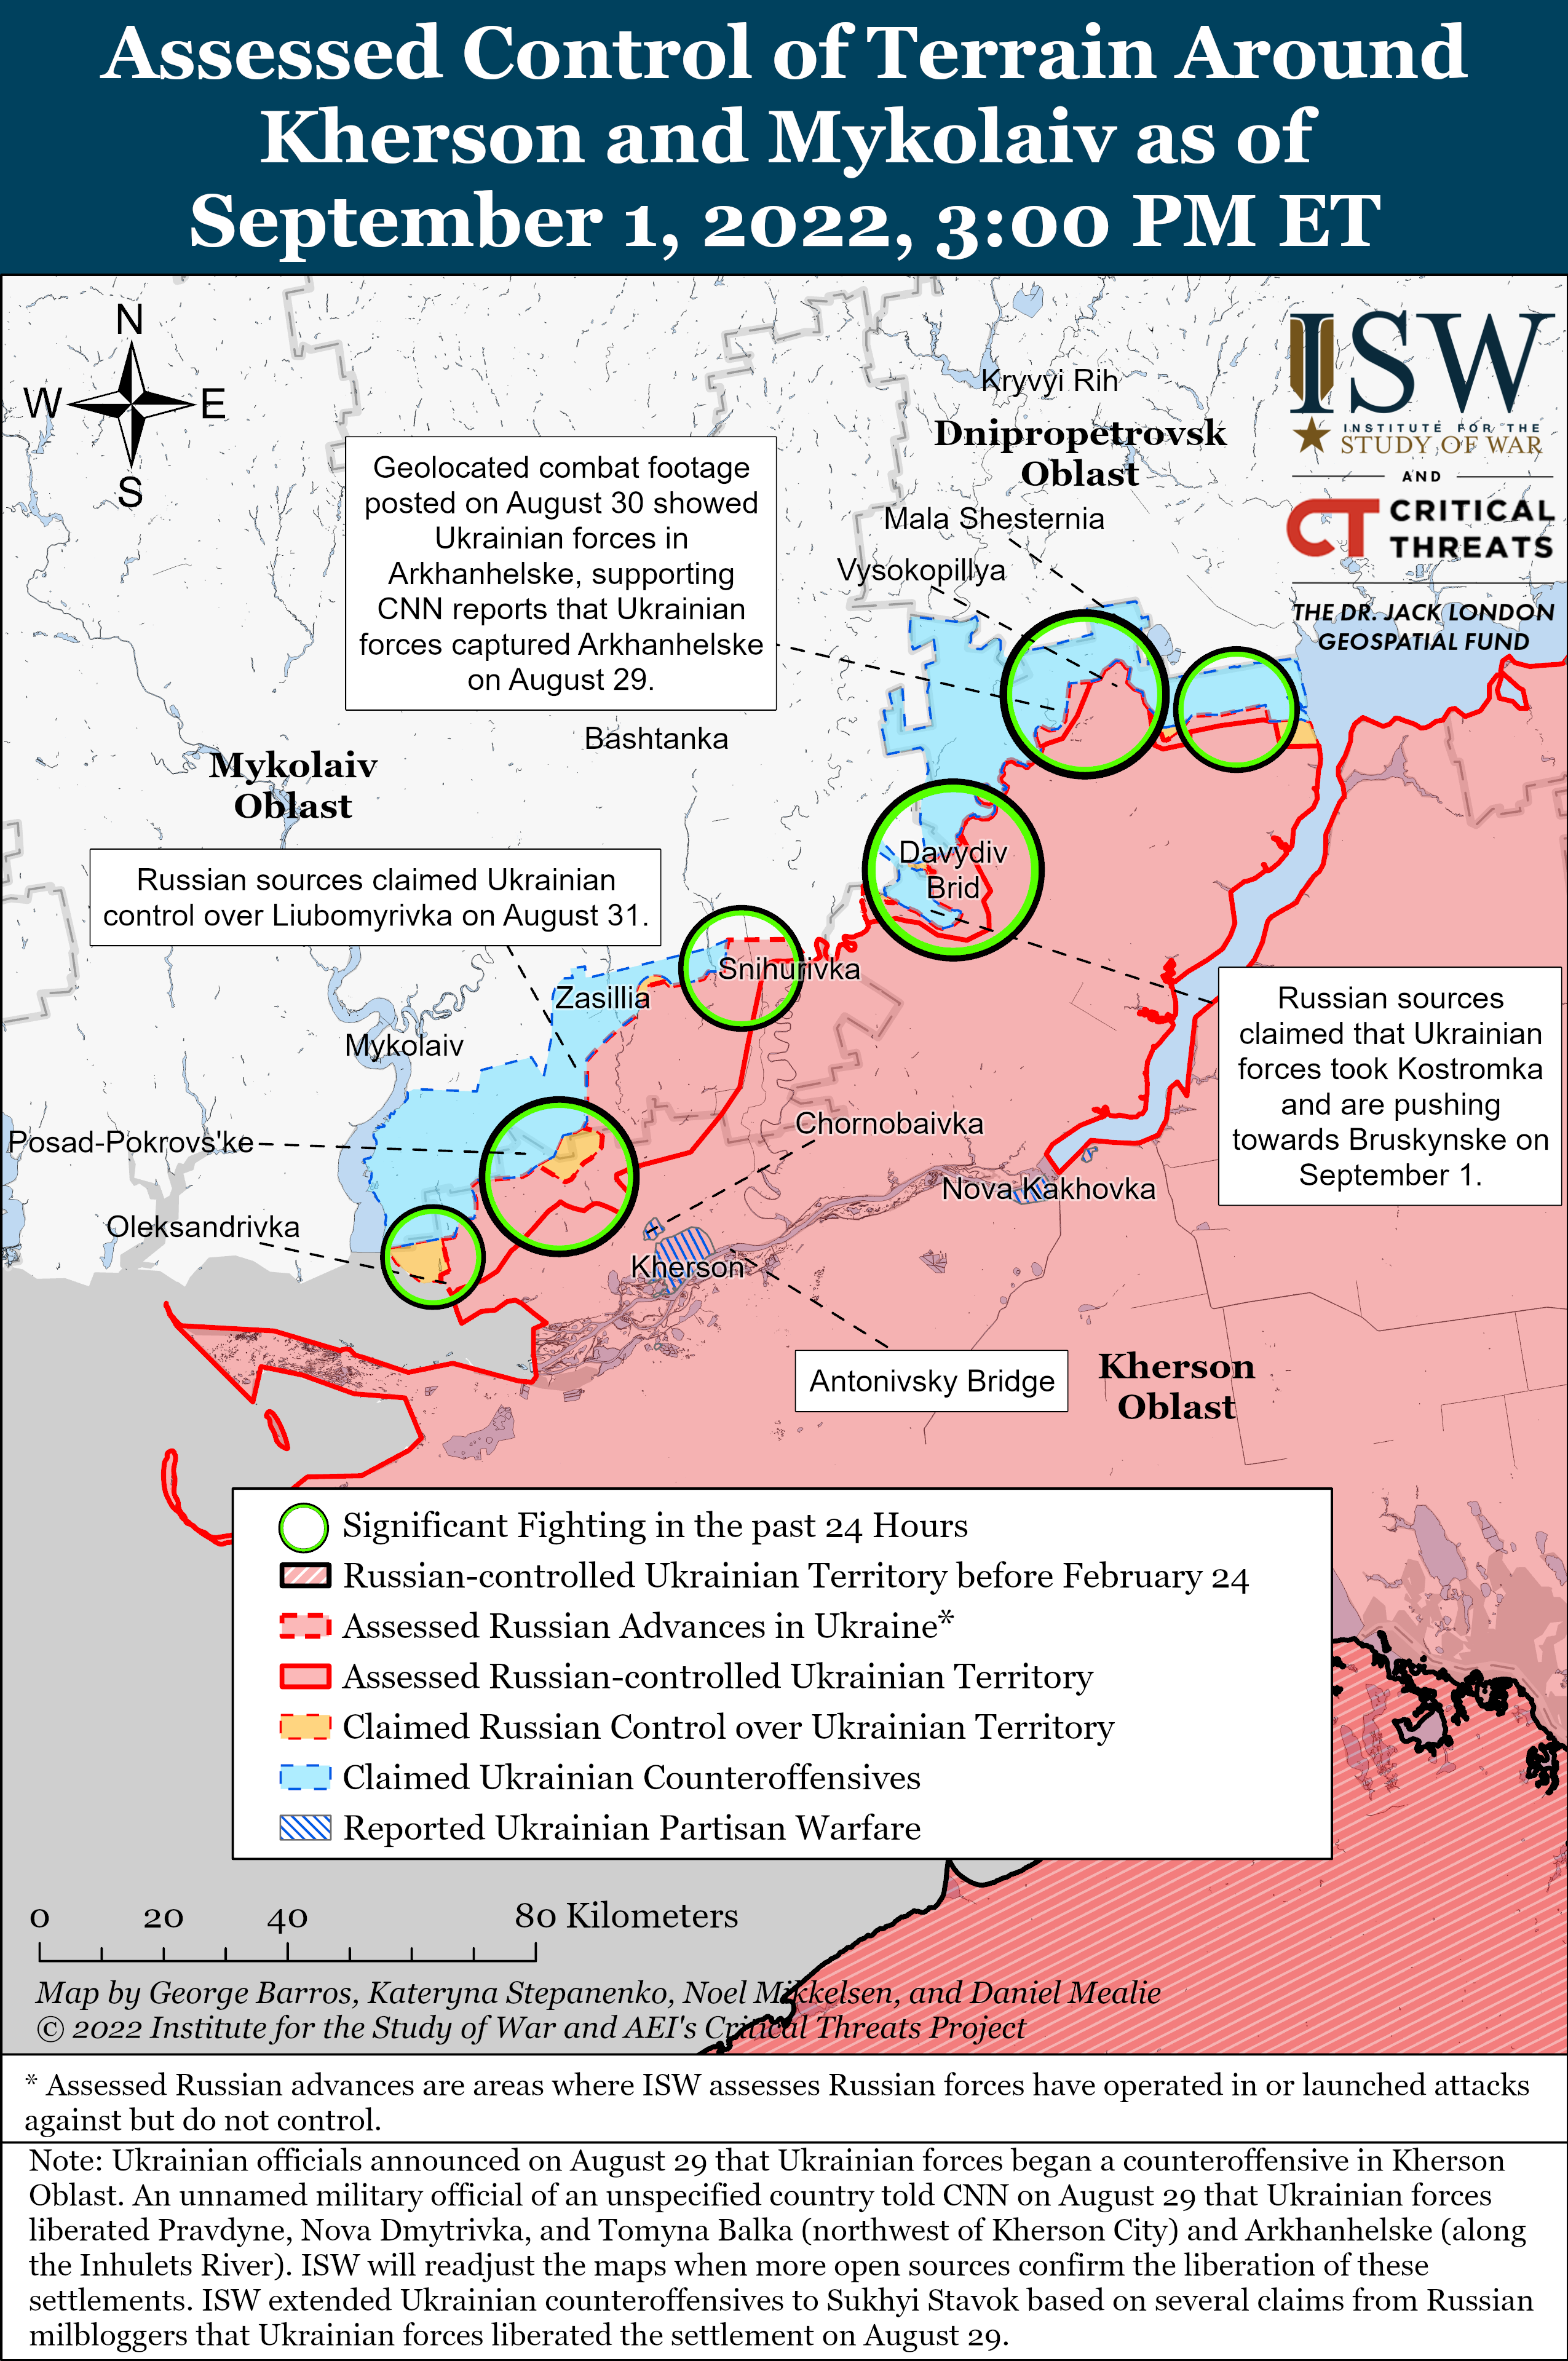 Assessed Control of Terrain Around
Kherson and Mykolaiv as of
September 1, 2022, 3:00 PM ET
N
W
E
S
ISW
INSTITUTE FOR THE
STUDY OF WAR
AND
CT CRITICAL
THREATS
THE DR. JACK LONDON
GEOSPATIAL FUND
Kryvyi Rih
Dnipropetrovsk
Oblast
Mala Shesternia
Vysokopillya
Geolocated combat footage
posted on August 30 showed
Ukrainian forces in
Arkhanhelske, supporting
CNN reports that Ukrainian
forces captured Arkhanhelske
on August 29.
Bashtanka
Mykolaiv
Oblast
Davydiv
Brid
Russian sources claimed Ukrainian
control over Liubomyrivka on August 31.
Snihurivka
Zasillia
Mykolaiv
Russian sources
claimed that Ukrainian
forces took Kostromka
and are pushing
towards Bruskynske on
September 1.
Chornobaivka
Posad-Pokrovs'ke
Nova Kakhovka
Oleksandrivka
Kherson
Antonivsky Bridge
Kherson
Oblast
Significant Fighting in the past 24 Hours
Russian-controlled Ukrainian Territory before February 24
Assessed Russian Advances in Ukraine*
Assessed Russian-controlled Ukrainian Territory
Claimed Russian Control over Ukrainian Territory
Claimed Ukrainian Counteroffensives
Reported Ukrainian Partisan Warfare
0 20 40 80 Kilometers
Map by George Barros, Kateryna Stepanenko, Noel Mikkelsen, and Daniel Mealie
© 2022 Institute for the Study of War and AEI's Critical Threats Project
* Assessed Russian advances are areas where ISW assesses Russian forces have operated in or launched attacks
against but do not control.
Note: Ukrainian officials announced on August 29 that Ukrainian forces began a counteroffensive in Kherson
Oblast. An unnamed military official of an unspecified country told CNN on August 29 that Ukrainian forces
liberated Pravdyne, Nova Dmytrivka, and Tomyna Balka (northwest of Kherson City) and Arkhanhelske (along
the Inhulets River). ISW will readjust the maps when more open sources confirm the liberation of these
settlements. ISW extended Ukrainian counteroffensives to Sukhyi Stavok based on several claims from Russian
milbloggers that Ukrainian forces liberated the settlement on August 29.